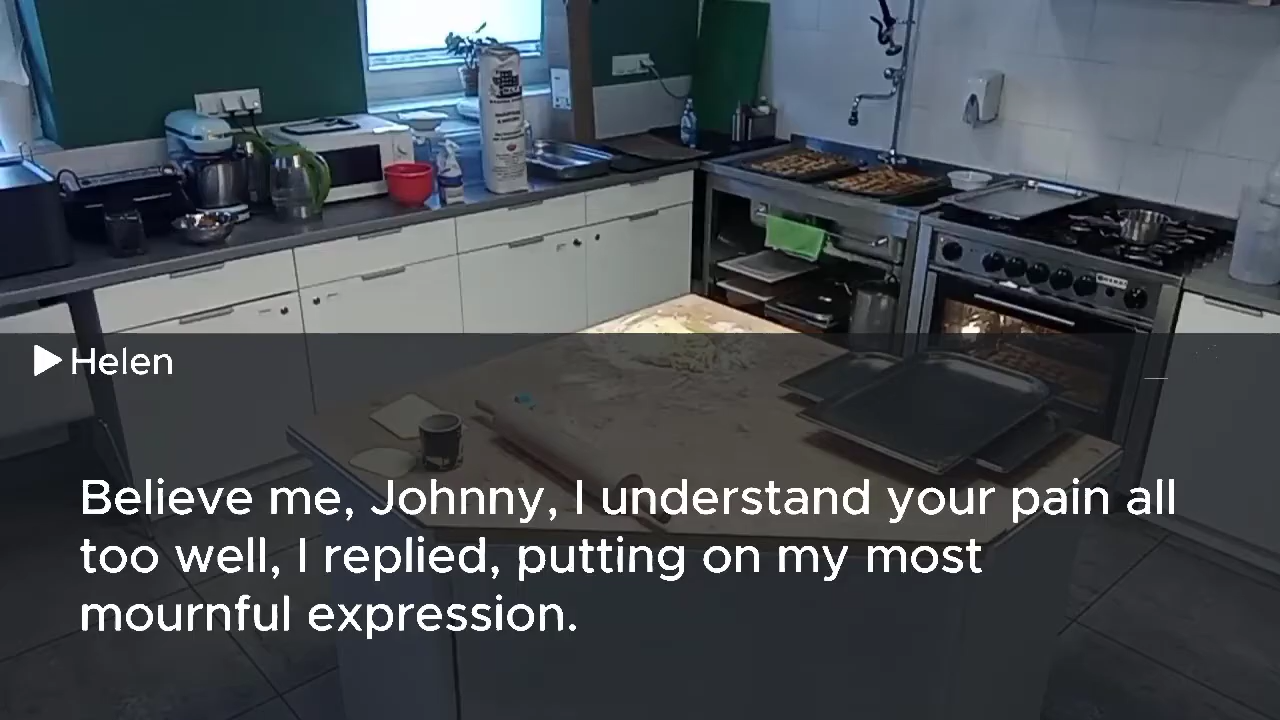 Helen
Believe me, Johnny, I understand your pain all
too well, I replied, putting on my most
mournful expression.